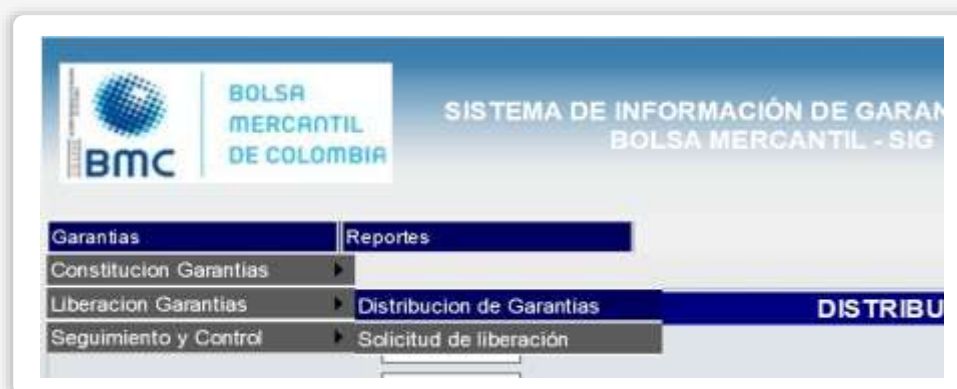 BOLSA
MERCANTIL
DE COLOMBIA
BMC
SISTEMA DE INFORMACIÓN DE GARAN
BOLSA MERCANTIL - SIG
Garantias Reportes
Constitucion Garantias
Liberacion Garantias Distribucion de Garantias DISTRIBU
Seguimiento y Control Solicitud de liberación